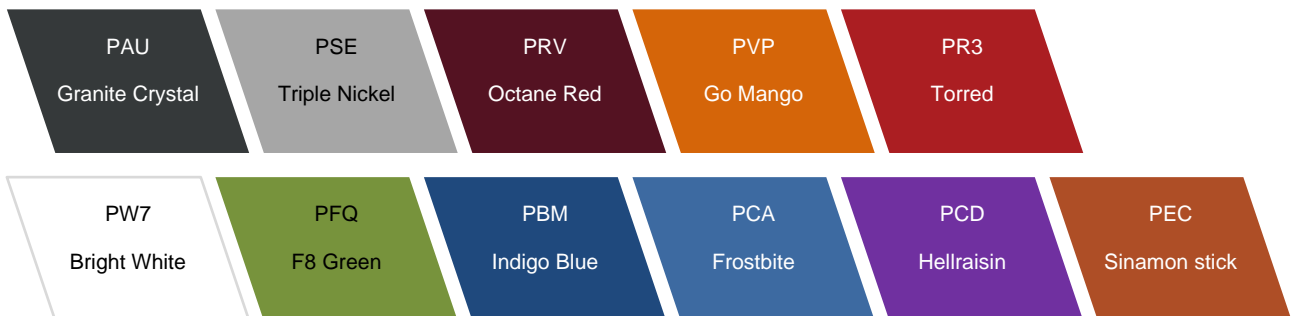 PAU
Granite Crystal
PSE
Triple Nickel
PRV
Octane Red
PVP
Go Mango
PR3
Torred
PW7
Bright White
PFQ
F8 Green
PBM
Indigo Blue
PCA
Frostbite
PCD
Hellraisin
PEC
Sinamon stick